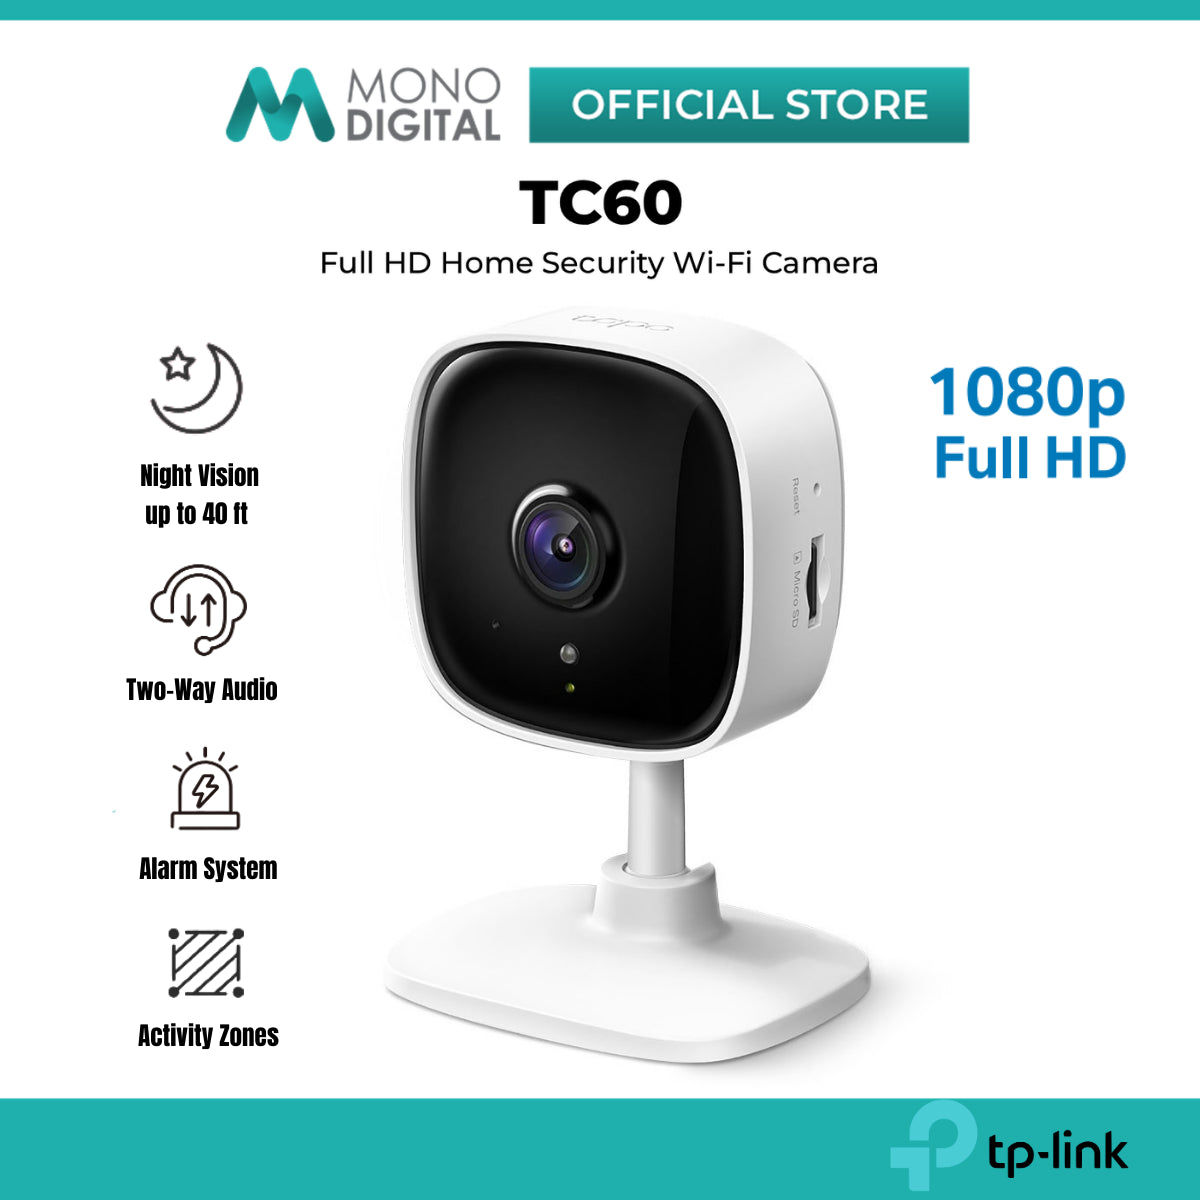 MONO
DIGITAL
OFFICIAL STORE
TC60
Full HD Home Security Wi-Fi Camera
tapo
1080p
Full HD
Night Vision
up to 40 ft
Reset
Micro SD
Two-Way Audio
Alarm System
Activity Zones
tp-link